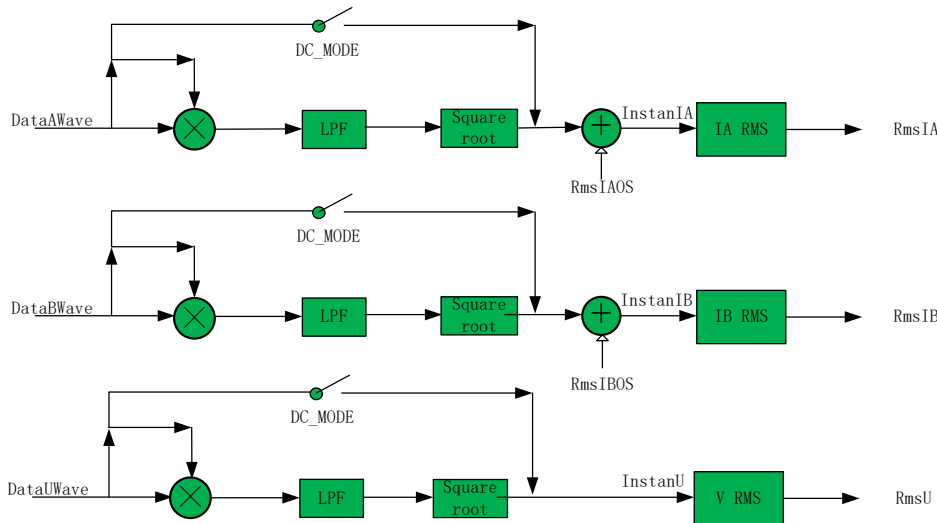 DC_MODE
DataAWave
LPF
Square
root
InstanIA
IA RMS
RmsIA
RmsIAOS
DC_MODE
DataBWave
LPF
Square
root
InstanIB
IB RMS
RmsIB
RmsIBOS
DC_MODE
DataUWave
LPF
Square
root
InstanU
V RMS
RmsU